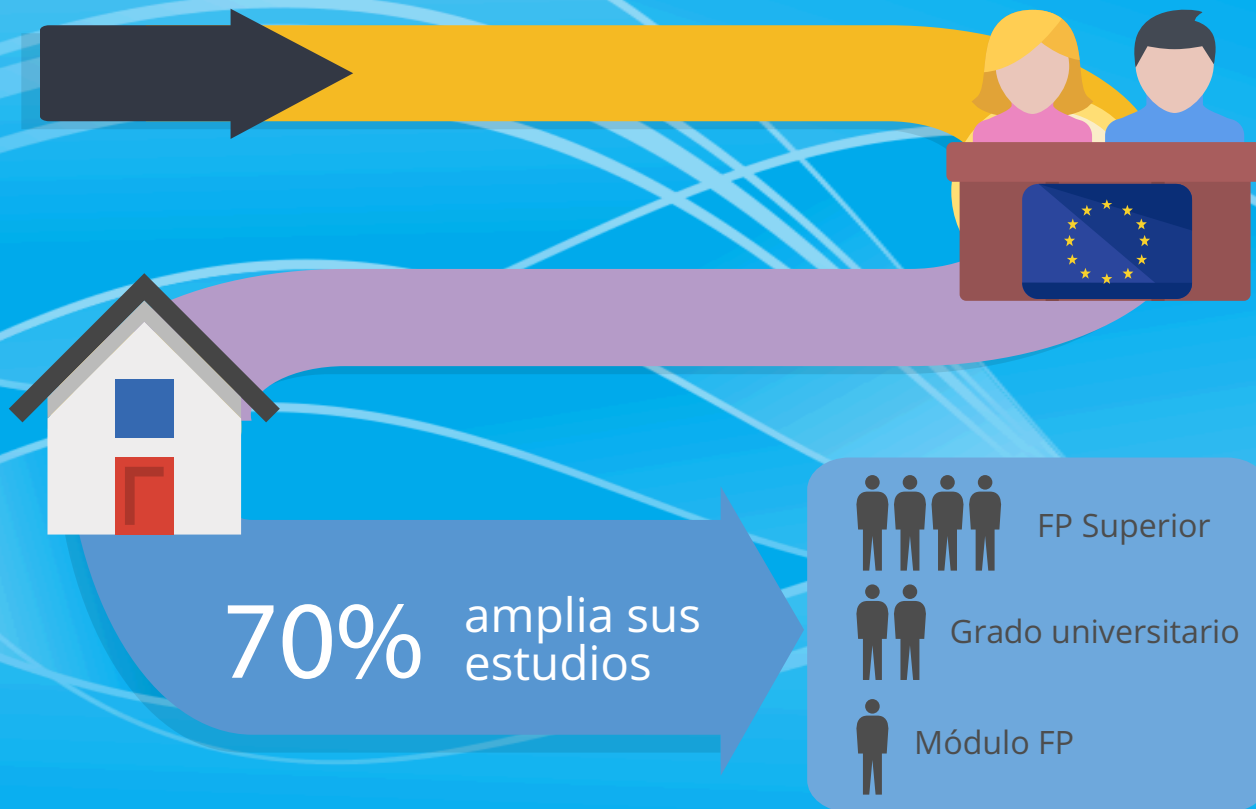 70%
amplia sus
estudios
FP Superior
Grado universitario
Módulo FP